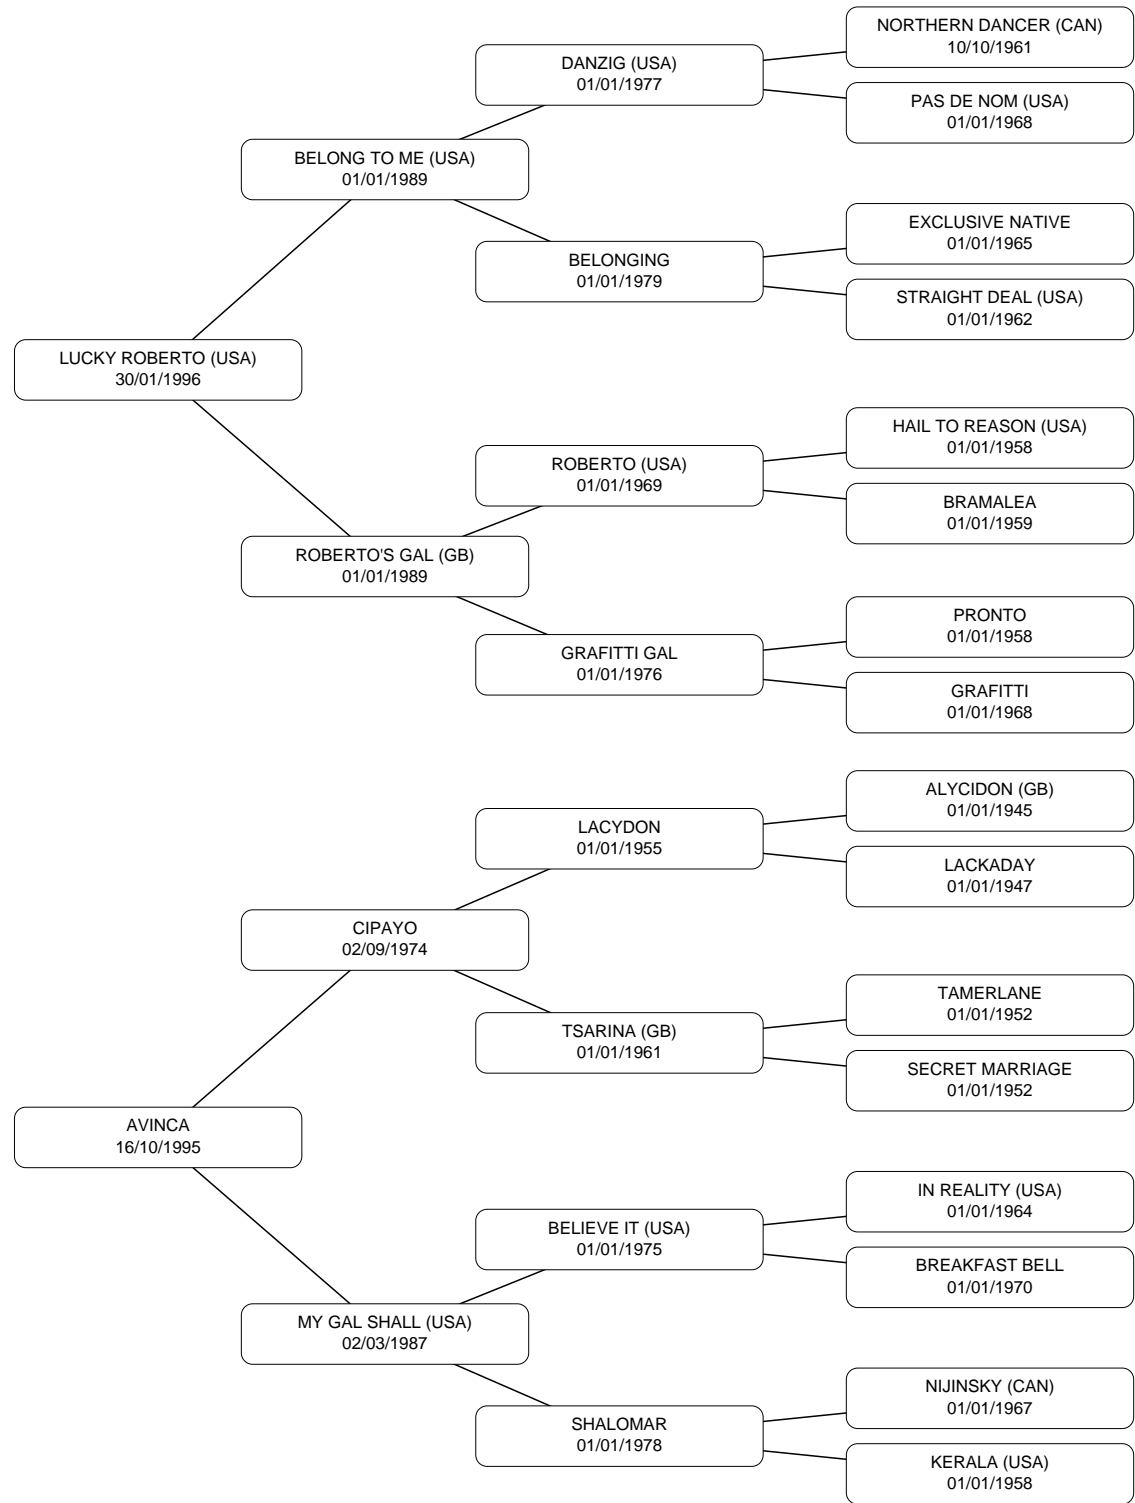 NORTHERN DANCER (CAN)
10/10/1961
DANZIG (USA)
01/01/1977
PAS DE NOM (USA)
01/01/1968
BELONG TO ME (USA)
01/01/1989
EXCLUSIVE NATIVE
01/01/1965
BELONGING
01/01/1979
STRAIGHT DEAL (USA)
01/01/1962
LUCKY ROBERTO (USA)
30/01/1996
HAIL TO REASON (USA)
01/01/1958
ROBERTO (USA)
01/01/1969
BRAMALEA
01/01/1959
ROBERTO'S GAL (GB)
01/01/1989
PRONTO
01/01/1958
GRAFITTI GAL
01/01/1976
GRAFITTI
01/01/1968
ALYCIDON (GB)
01/01/1945
LACYDON
01/01/1955
LACKADAY
01/01/1947
CIPAYO
02/09/1974
TAMERLANE
01/01/1952
TSARINA (GB)
01/01/1961
SECRET MARRIAGE
01/01/1952
AVINCA
16/10/1995
IN REALITY (USA)
01/01/1964
BELIEVE IT (USA)
01/01/1975
BREAKFAST BELL
01/01/1970
MY GAL SHALL (USA)
02/03/1987
NIJINSKY (CAN)
01/01/1967
SHALOMAR
01/01/1978
KERALA (USA)
01/01/1958